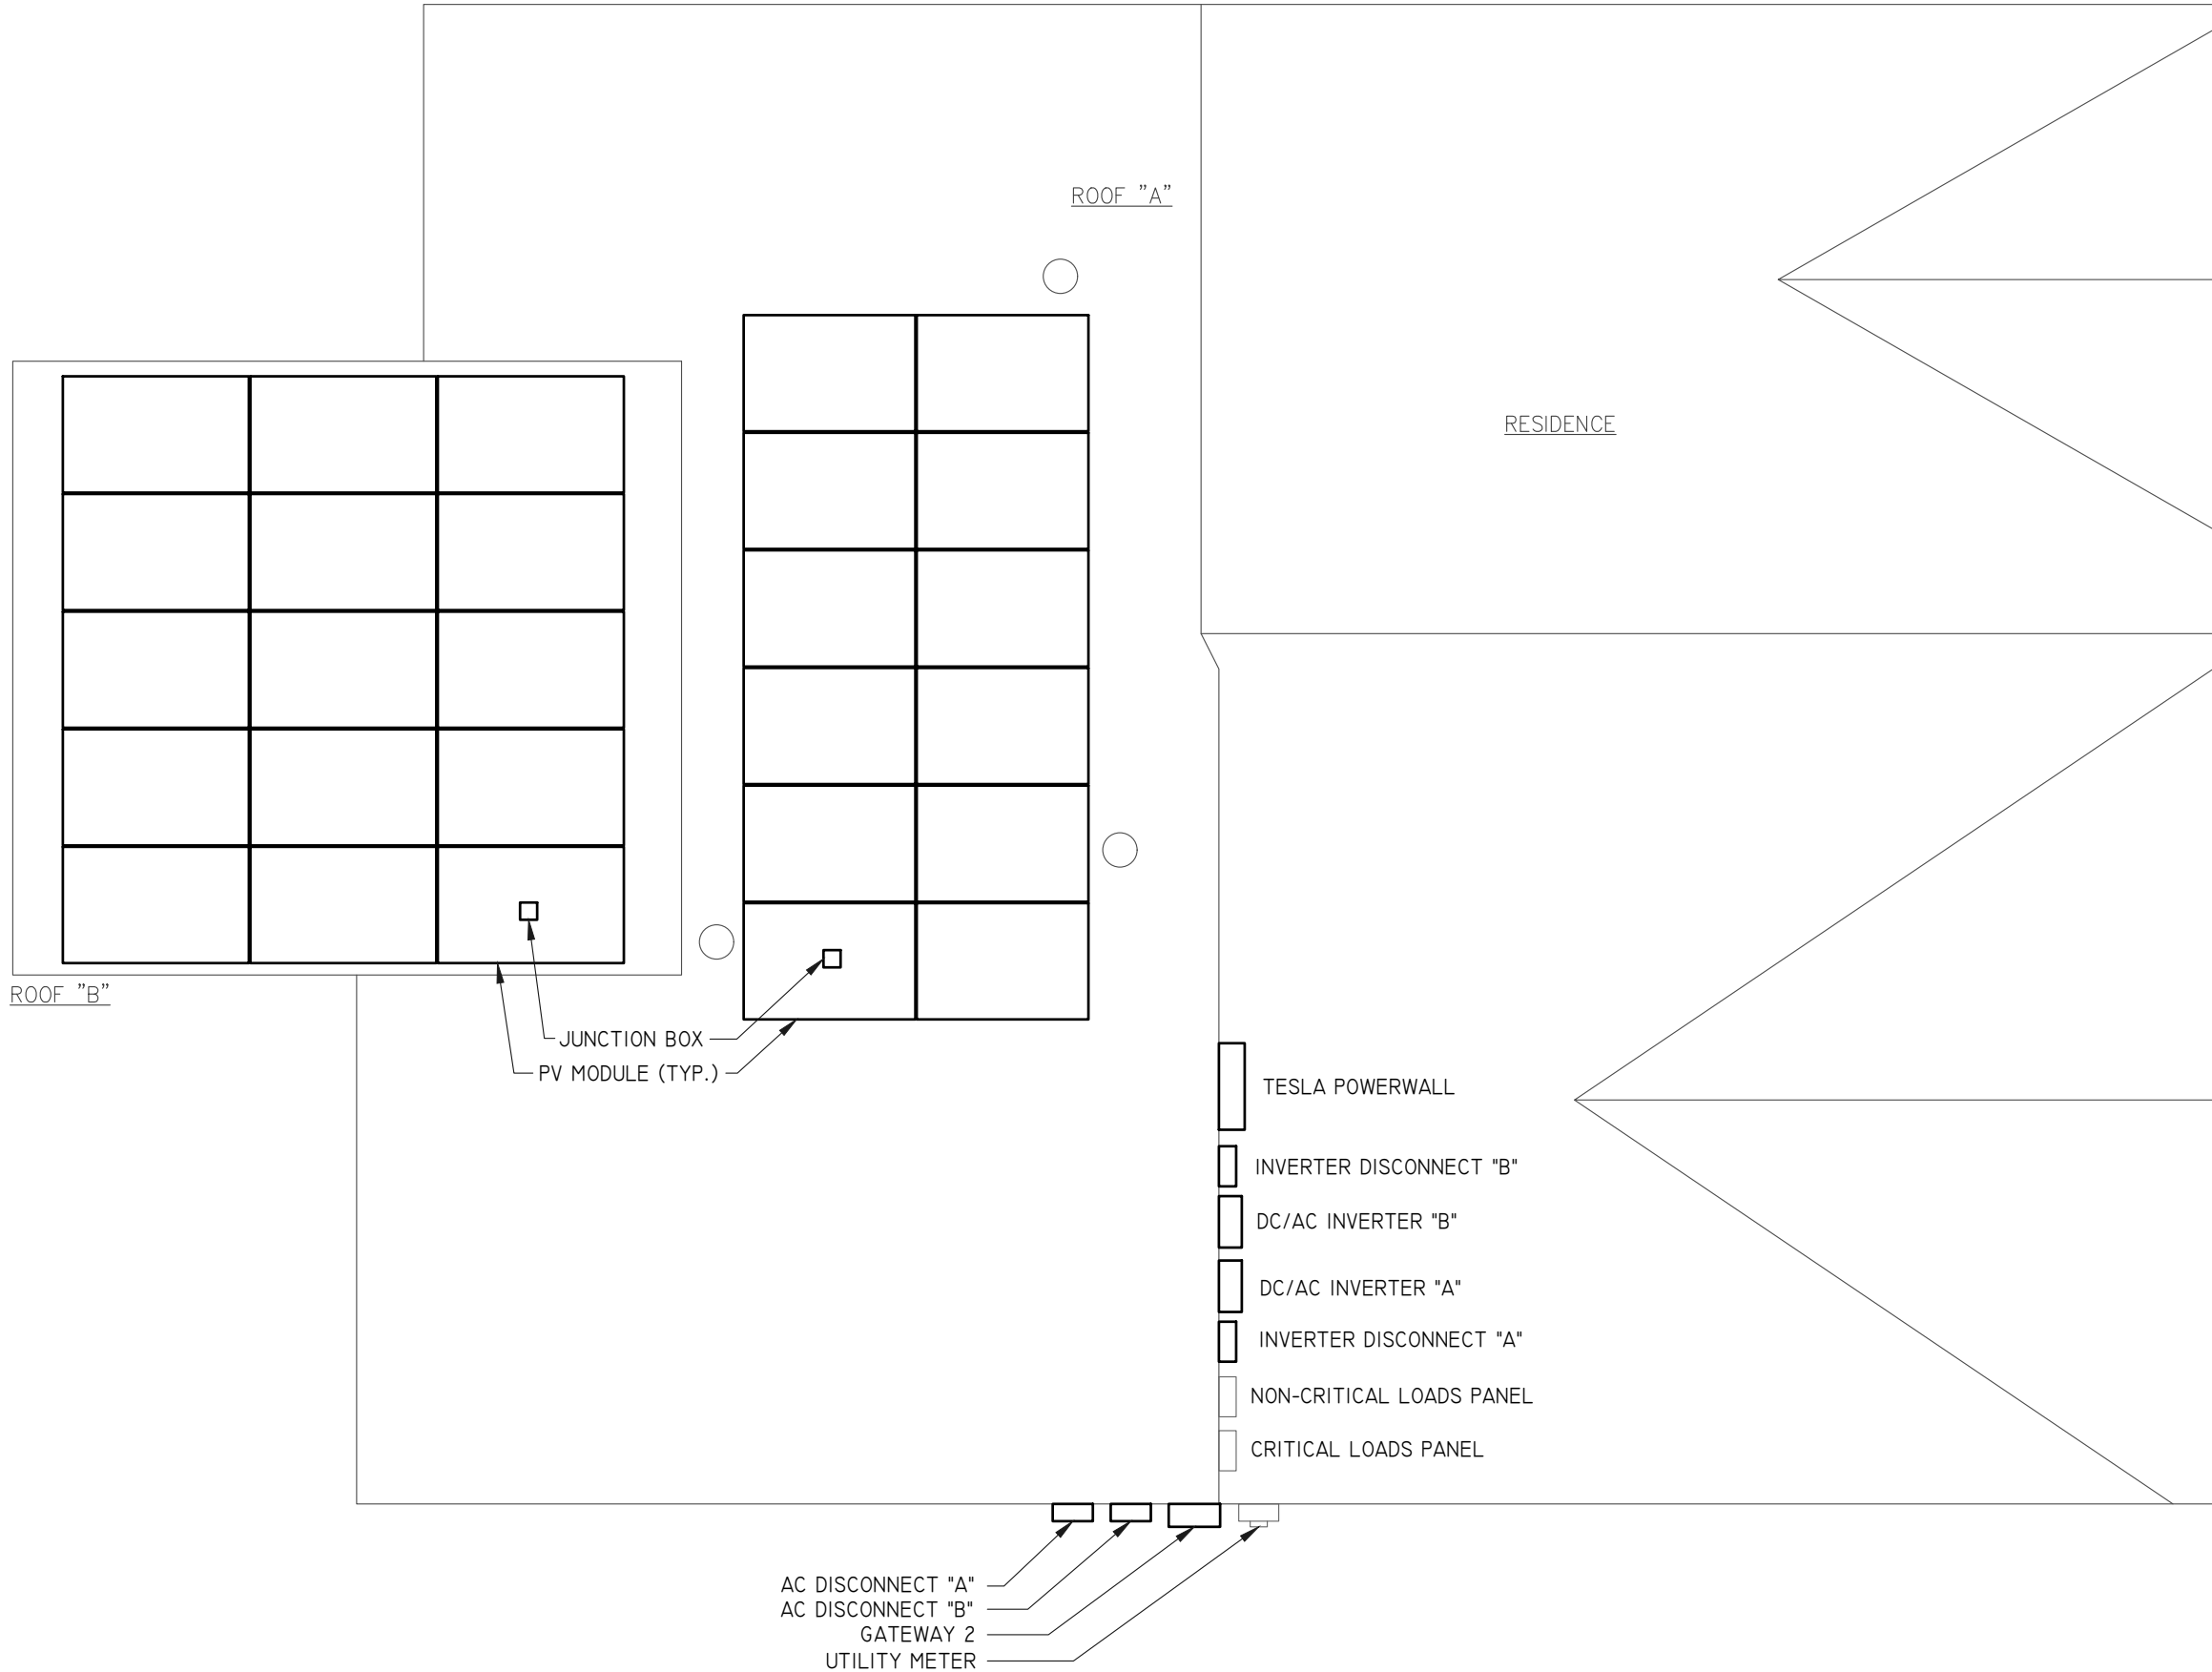 ROOF "A"
RESIDENCE
ROOF "B"
JUNCTION BOX
PV MODULE (TYP.)
TESLA POWERWALL
INVERTER DISCONNECT "B"
DC/AC INVERTER "B"
DC/AC INVERTER "A"
INVERTER DISCONNECT "A"
NON-CRITICAL LOADS PANEL
CRITICAL LOADS PANEL
AC DISCONNECT "A"
AC DISCONNECT "B"
GATEWAY 2
UTILITY METER